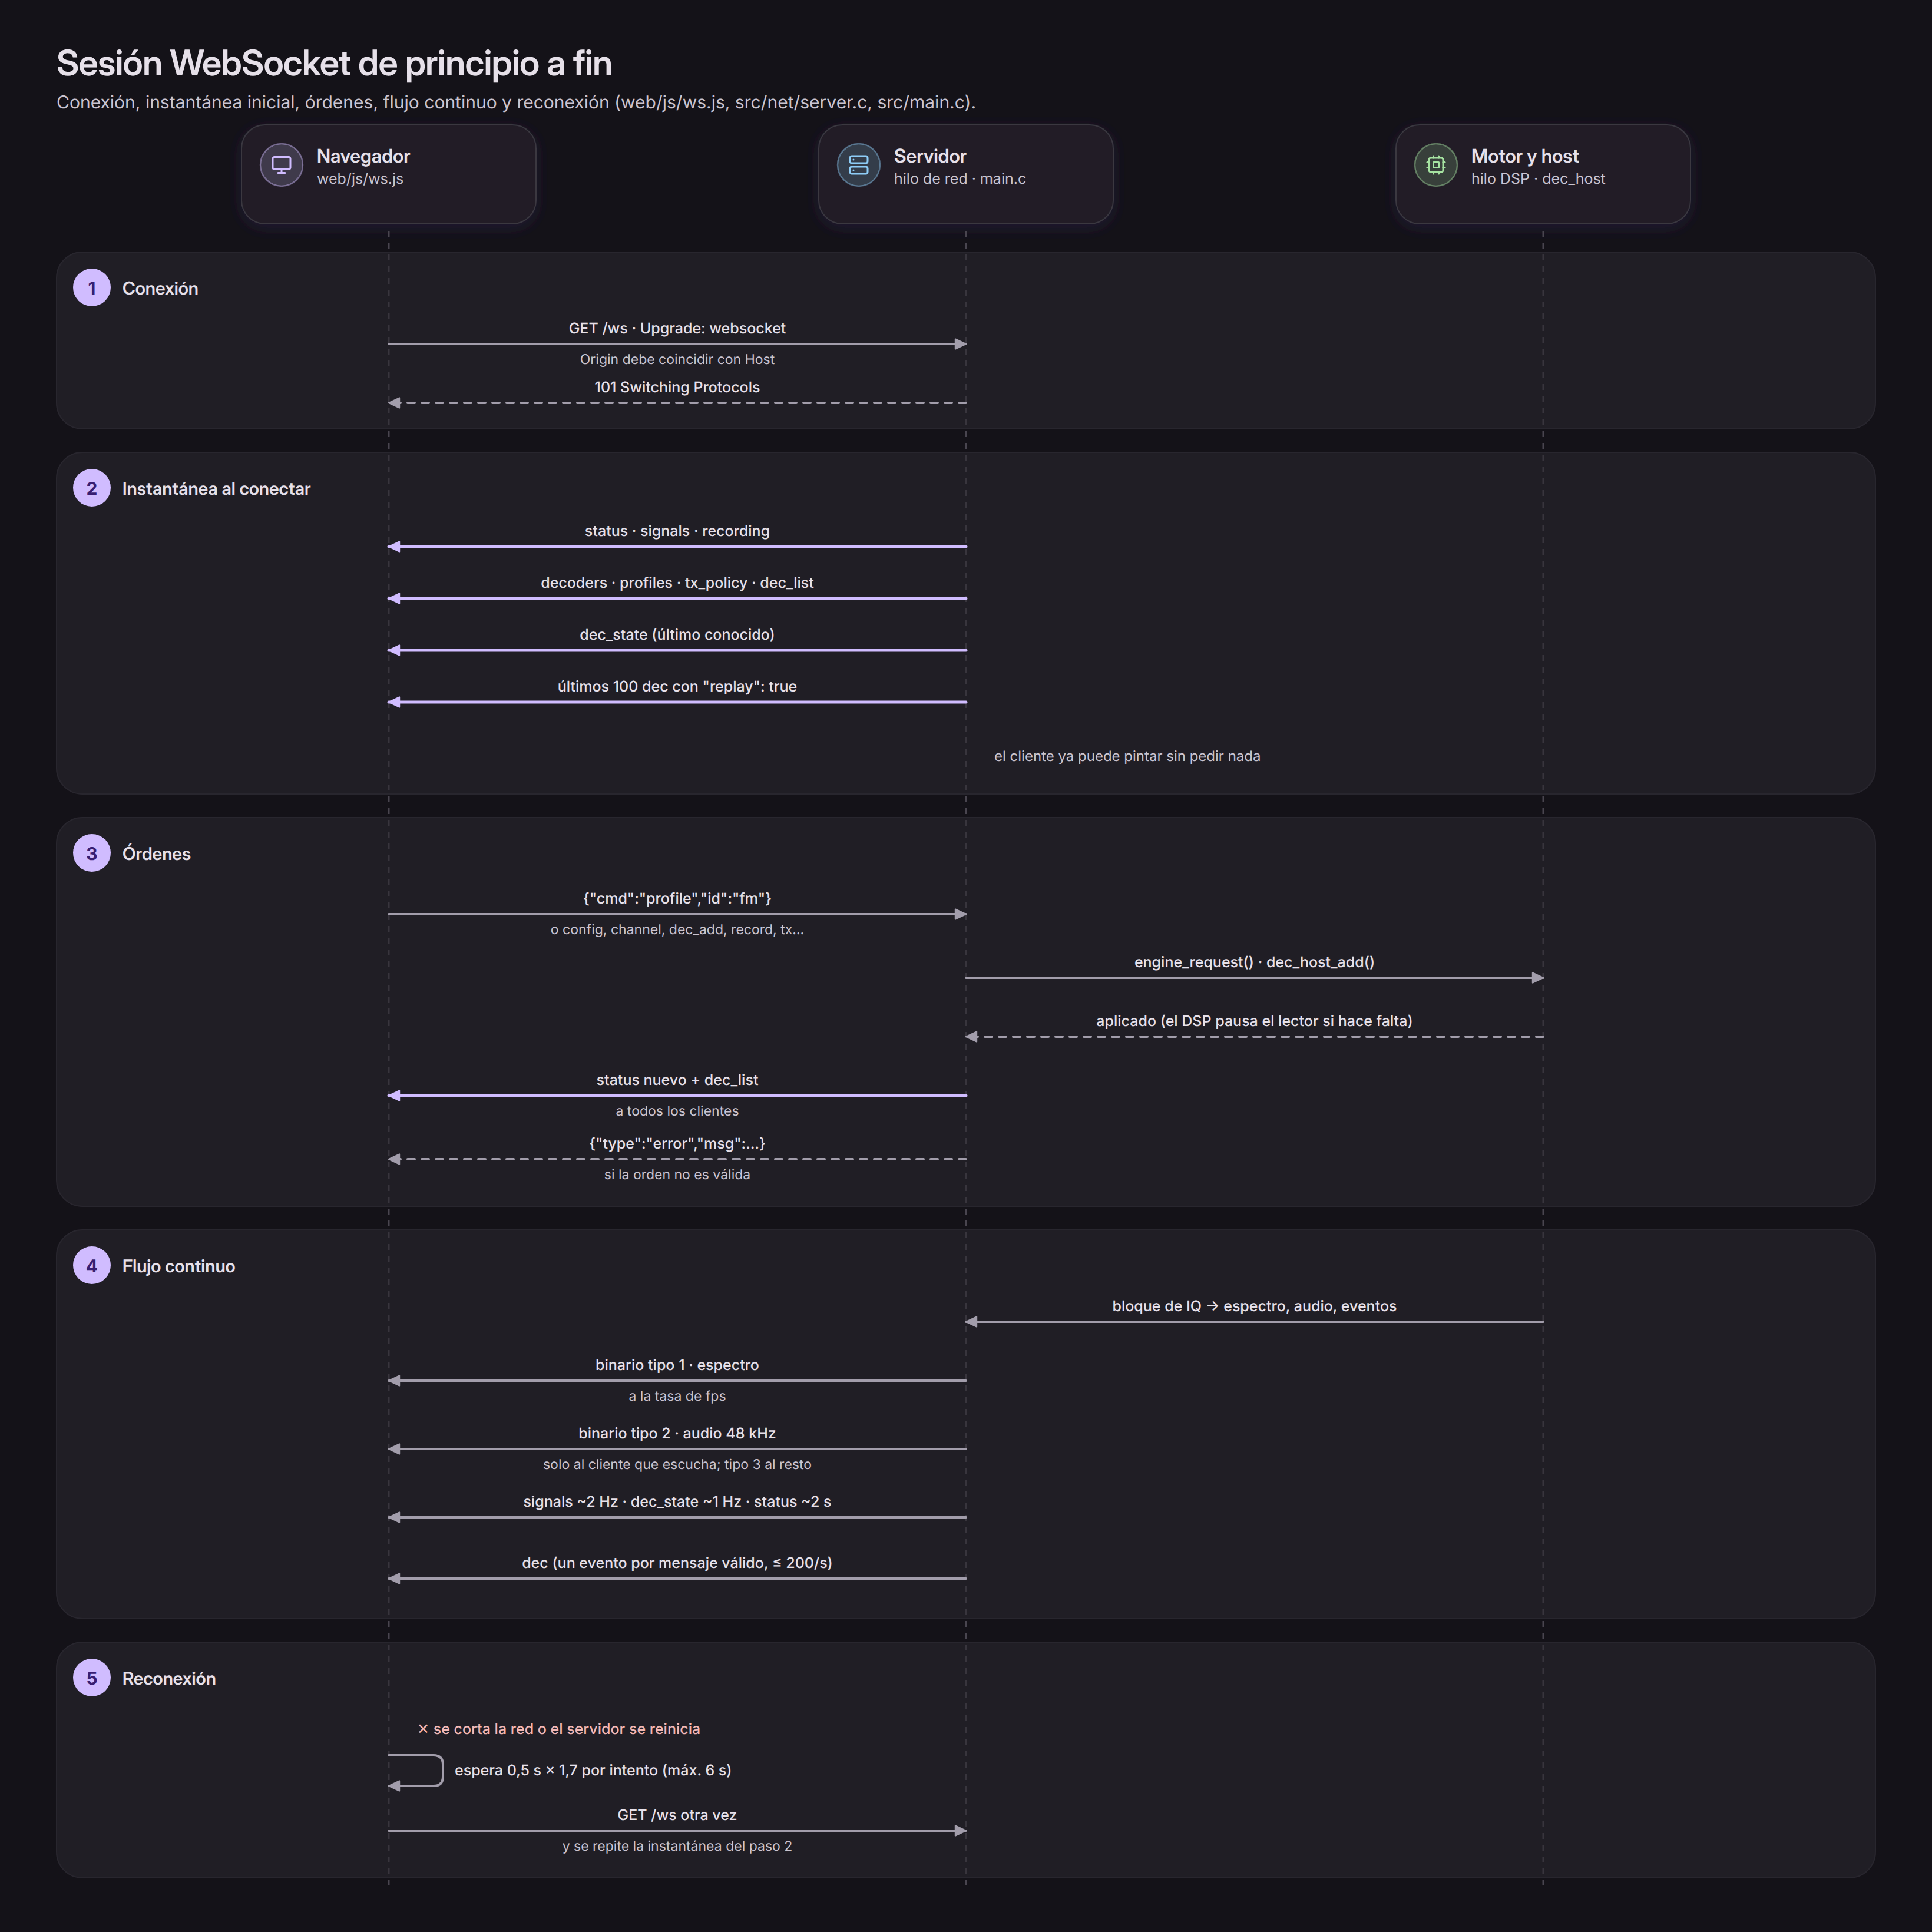 Sesión WebSocket de principio a fin
Conexión, instantánea inicial, órdenes, flujo continuo y reconexión (web/js/ws.js, src/net/server.c, src/main.c).
Navegador
web/js/ws.js
Servidor
hilo de red · main.c
Motor y host
hilo DSP · dec_host
1 Conexión
GET /ws · Upgrade: websocket
Origin debe coincidir con Host
101 Switching Protocols
2 Instantánea al conectar
status · signals · recording
decoders · profiles · tx_policy · dec_list
dec_state (último conocido)
últimos 100 dec con "replay": true
el cliente ya puede pintar sin pedir nada
3 Órdenes
{"cmd":"profile","id":"fm"}
o config, channel, dec_add, record, tx...
engine_request() · dec_host_add()
aplicado (el DSP pausa el lector si hace falta)
status nuevo + dec_list
a todos los clientes
{"type":"error","msg":...}
si la orden no es válida
4 Flujo continuo
bloque de IQ → espectro, audio, eventos
binario tipo 1 · espectro
a la tasa de fps
binario tipo 2 · audio 48 kHz
solo al cliente que escucha; tipo 3 al resto
signals ~2 Hz · dec_state ~1 Hz · status ~2 s
dec (un evento por mensaje válido, ≤ 200/s)
5 Reconexión
× se corta la red o el servidor se reinicia
espera 0,5 s × 1,7 por intento (máx. 6 s)
GET /ws otra vez
y se repite la instantánea del paso 2